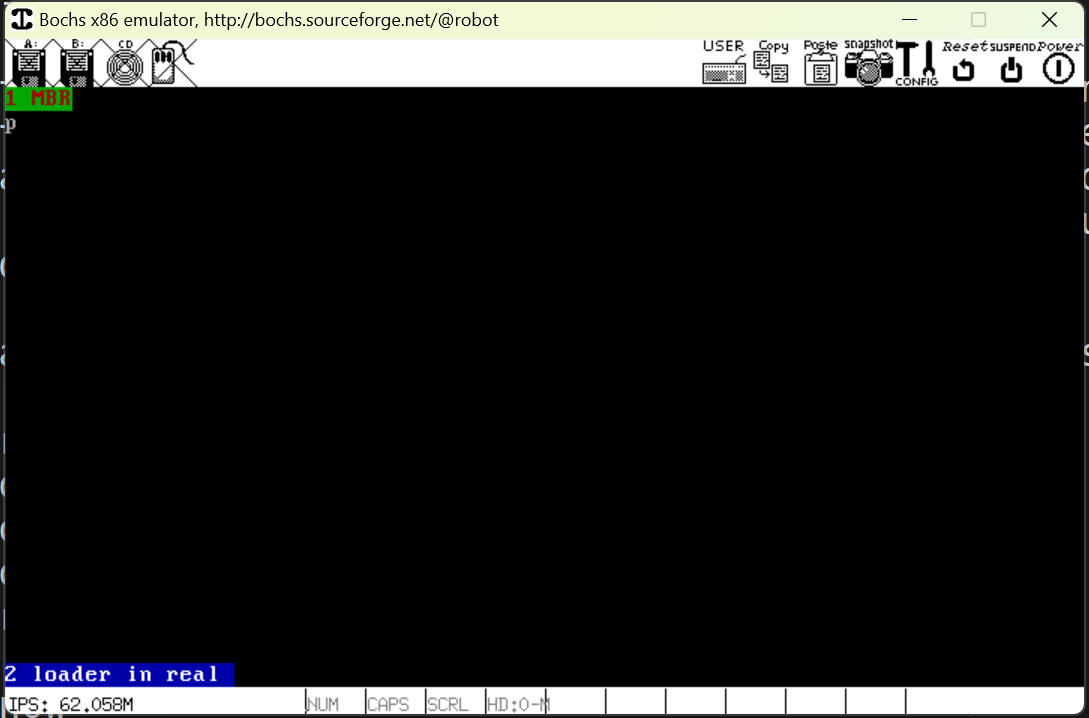 Bochs x86 emulator, http://bochs.sourceforge.net/@robot
A: B: CD USER Copy Poste snapshot CONFIG Reset SUSPEND Power
1 MBR
p
2 loader in real
IPS: 62.058M NUM CAPS SCRL HD:0-M